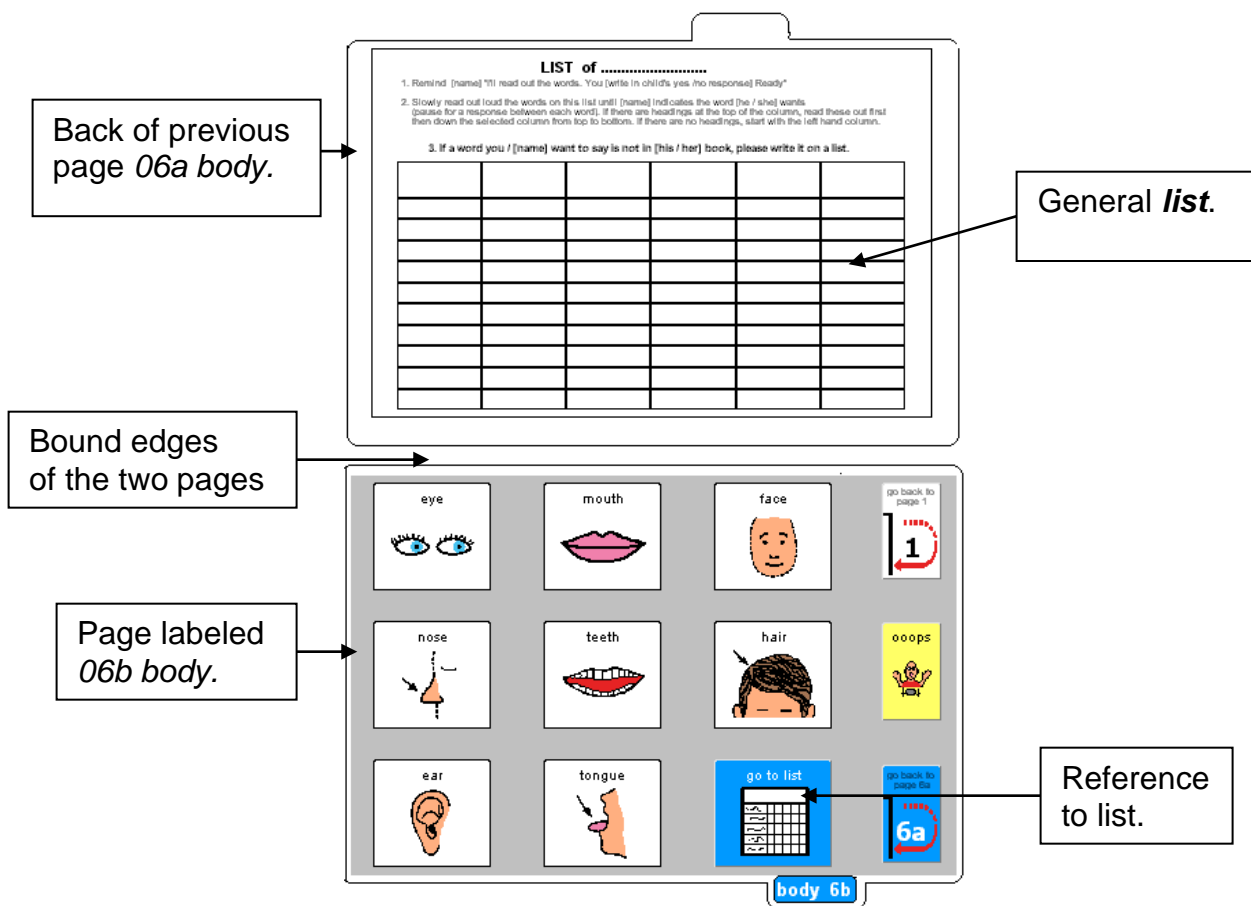 LIST of ..........................
1. Remind [name] "I'll read out the words. You [write in child's yes /no response] Ready"
2. Slowly read out loud the words on this list until [name] indicates the word [he / she] wants
(pause for a response between each word). If there are headings at the top of the column, read these out first
then down the selected column from top to bottom. If there are no headings, start with the left hand column.
3. If a word you / [name] want to say is not in [his / her] book, please write it on a list.
Back of previous
page 06a body.
General list.
Bound edges
of the two pages
eye
mouth
face
go back to
page 1
1
Page labeled
06b body.
nose
teeth
hair
ooops
ear
tongue
go to list
go back to
page 6a
6a
Reference
to list.
body 6b